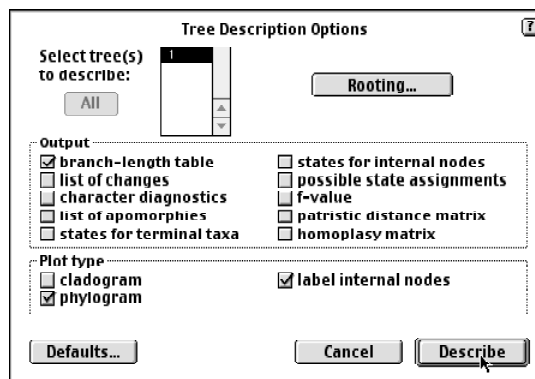 Tree Description Options
?
Select tree(s)
to describe:
1
All
Rooting...
Output
branch-length table
list of changes
character diagnostics
list of apomorphies
states for terminal taxa
states for internal nodes
possible state assignments
f-value
patristic distance matrix
homoplasy matrix
Plot type
cladogram
phylogram
label internal nodes
Defaults...
Cancel
Describe